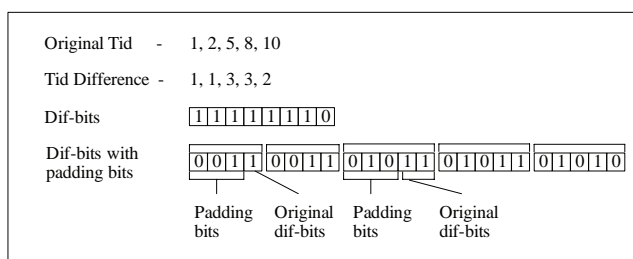 Original Tid - 1, 2, 5, 8, 10
Tid Difference - 1, 1, 3, 3, 2
Dif-bits 1 1 1 1 1 1 1 0
Dif-bits with
padding bits 0 0 1 1 0 0 1 1 0 1 0 1 1 0 1 0 1 1 0 1 0 1 0
Padding Original Padding Original
bits dif-bits bits dif-bits